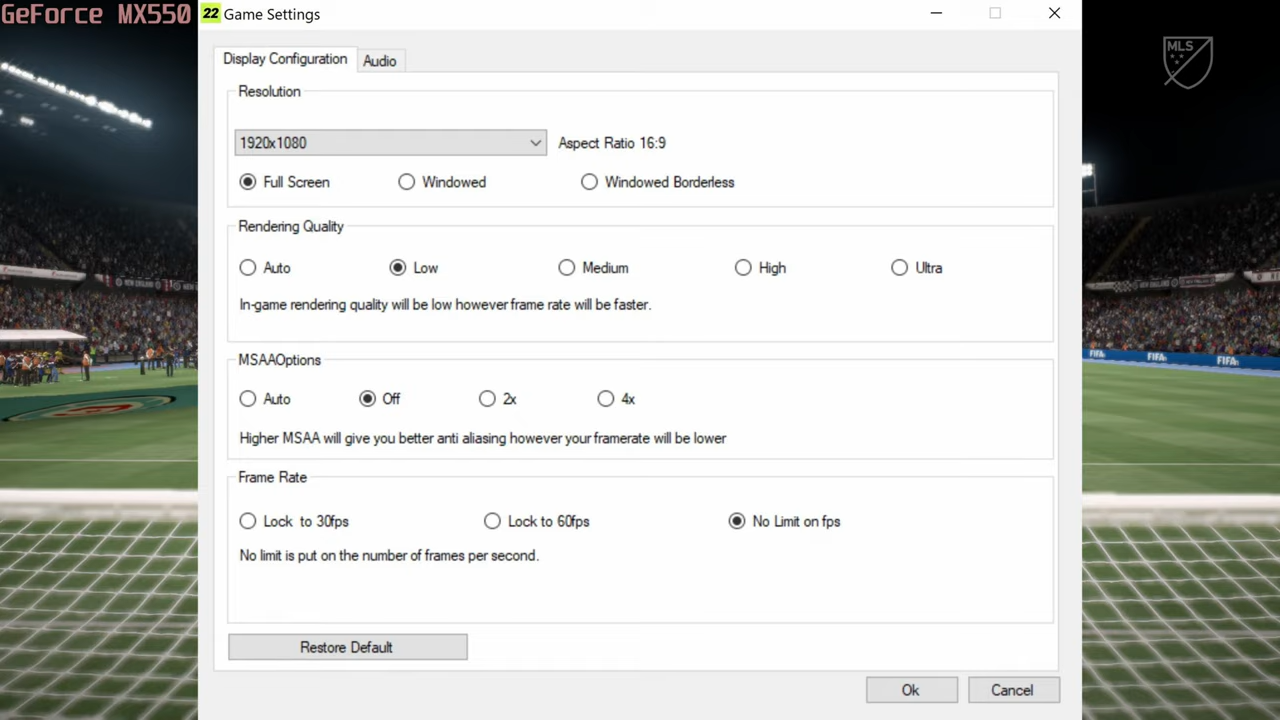 GeForce MX550
22 Game Settings
MLS
Display Configuration
Audio
Resolution
1920x1080
Aspect Ratio 16:9
Full Screen
Windowed
Windowed Borderless
Rendering Quality
Auto
Low
Medium
High
Ultra
In-game rendering quality will be low however frame rate will be faster.
MSAAOptions
Auto
Off
2x
4x
Higher MSAA will give you better anti aliasing however your framerate will be lower
Frame Rate
Lock to 30fps
Lock to 60fps
No Limit on fps
No limit is put on the number of frames per second.
Restore Default
Ok
Cancel
NEW ENGLAND
FIFA
FIFA
FIFA